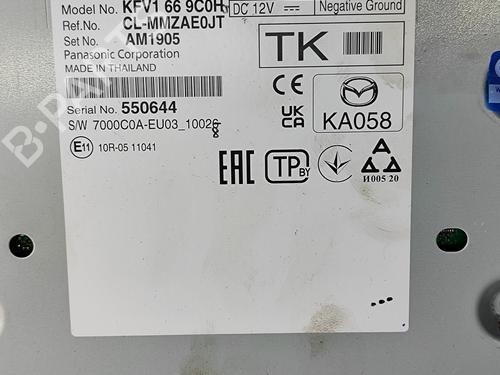 Model No. KFV1 66 9C0H
DC 12V
Negative Ground
Ref.No. CL-MMZAE0JT
Set No. AM1905
Panasonic Corporation
MADE IN THAILAND
TK
Serial No. 550644
S/W 7000C0A-EU03_10026
E11 10R-05 11041
CE
UK
CA
KA058
EAC
TP BY
И005 20
B-PARTS